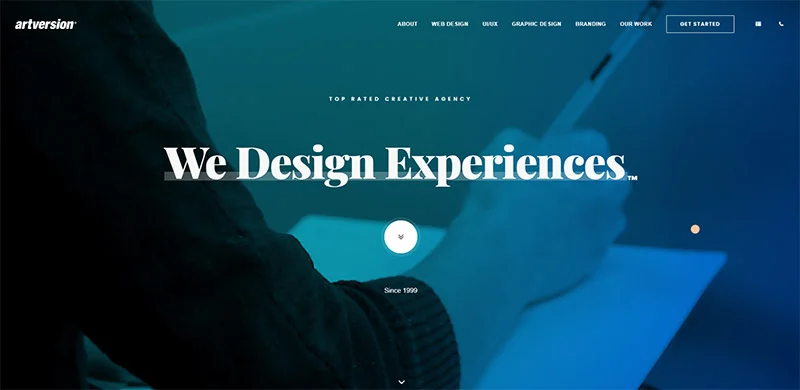 artversion®
ABOUT WEB DESIGN UI/UX GRAPHIC DESIGN BRANDING OUR WORK GET STARTED
TOP RATED CREATIVE AGENCY
We Design Experiences™
Since 1999